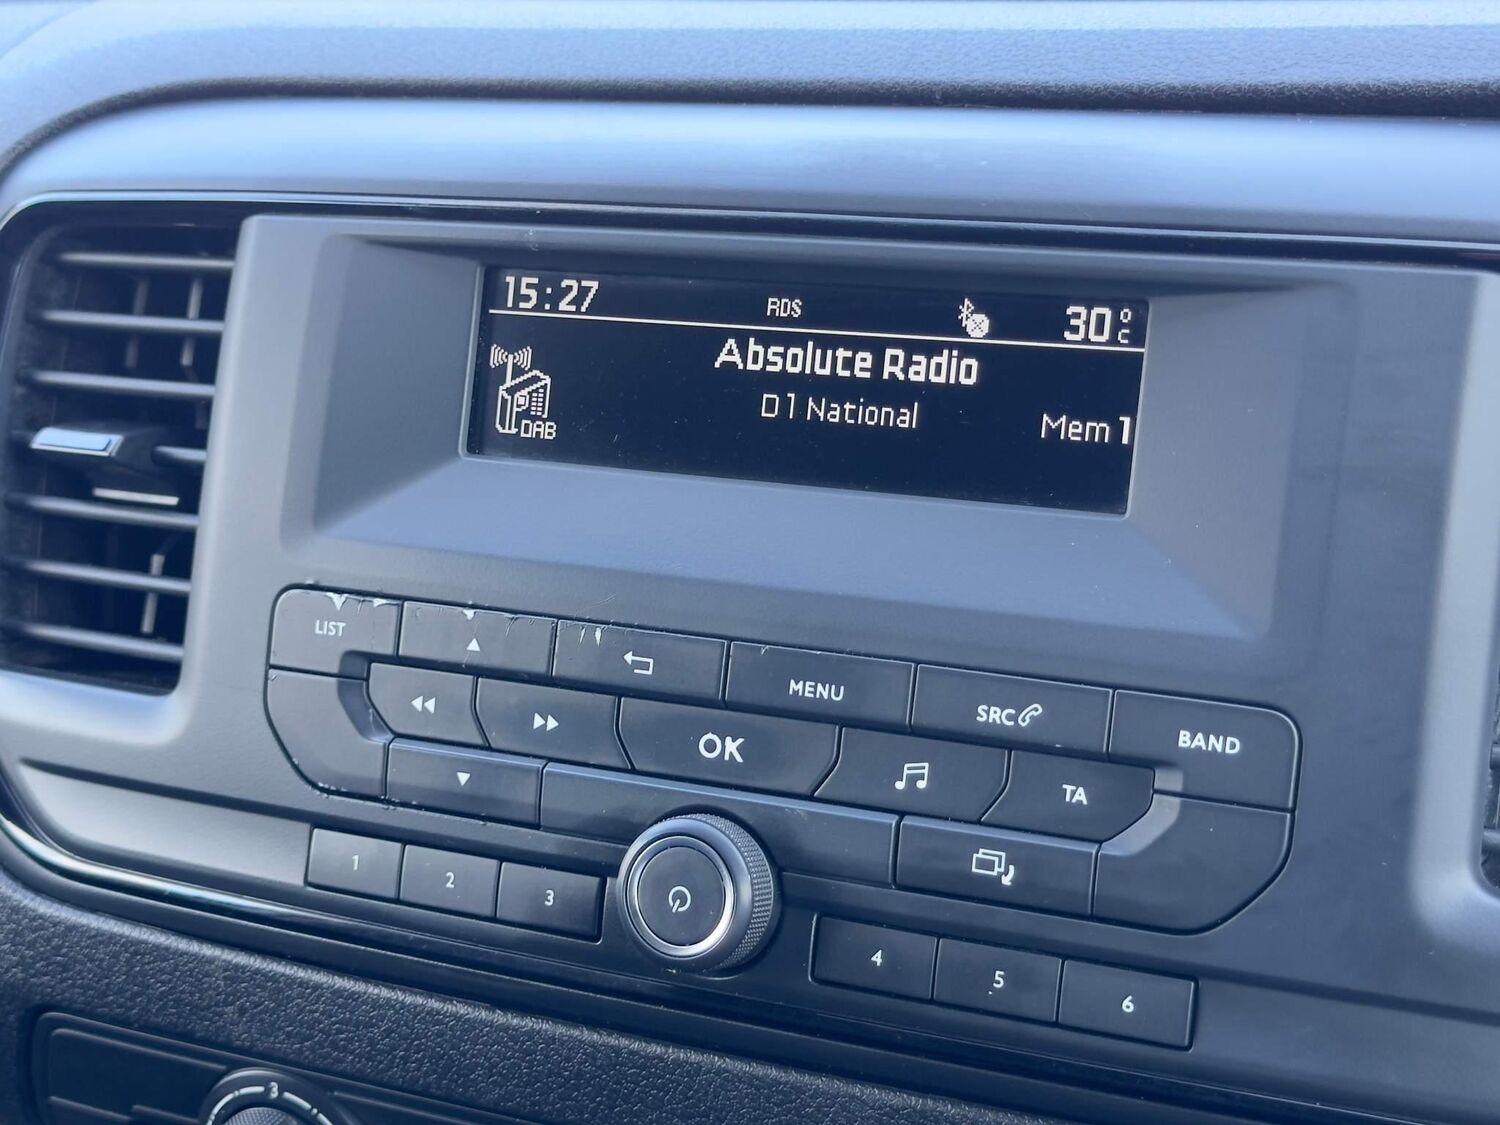 15:27 RDS 30°C
Absolute Radio
D1 National
Mem 1
DAB
LIST
MENU
SRC
BAND
OK
TA
1 2 3
4 5 6
3